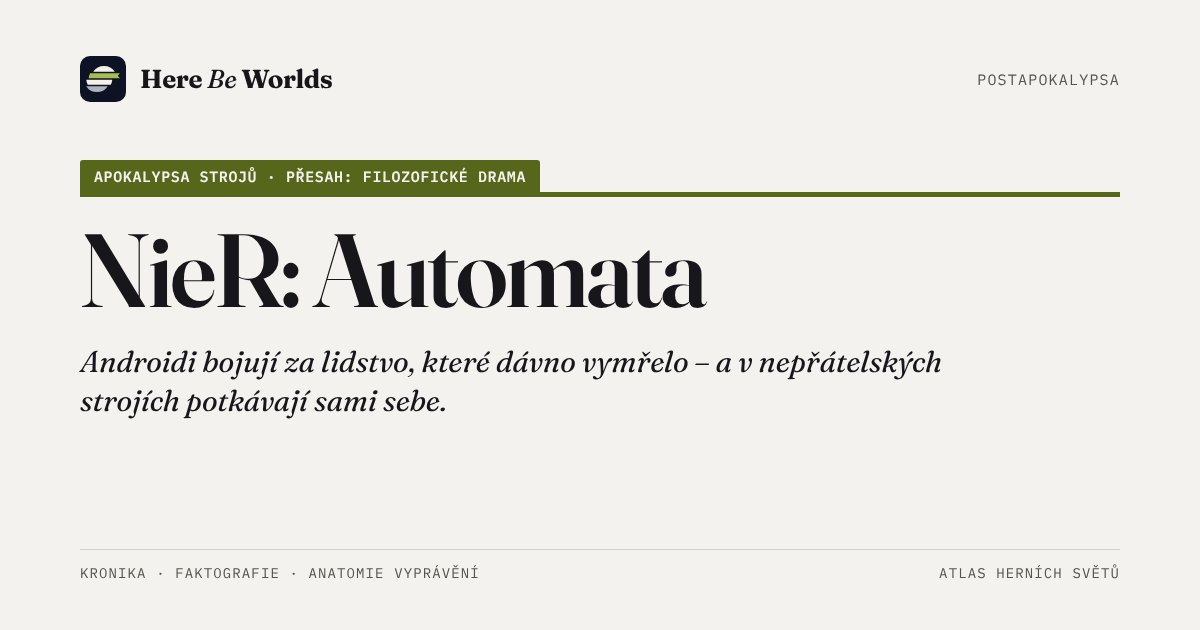 Here Be Worlds
POSTAPOKALYPSA
APOKALYPSA STROJŮ · PŘESAH: FILOZOFICKÉ DRAMA
NieR: Automata
Androidi bojují za lidstvo, které dávno vymřelo – a v nepřátelských
strojích potkávají sami sebe.
KRONIKA · FAKTOGRAFIE · ANATOMIE VYPRÁVĚNÍ
ATLAS HERNÍCH SVĚTŮ